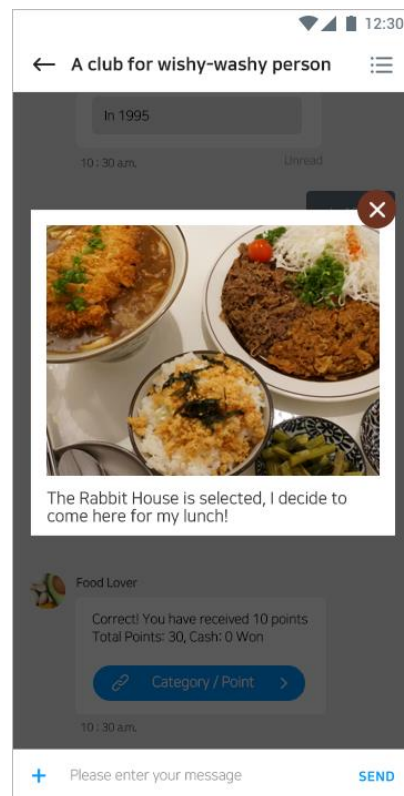 12:30
A club for wishy-washy person
In 1995
10 : 30 a.m.
Unread
The Rabbit House is selected, I decide to
come here for my lunch!
Food Lover
Correct! You have received 10 points
Total Points: 30, Cash: 0 Won
Category / Point
10 : 30 a.m.
Please enter your message
SEND